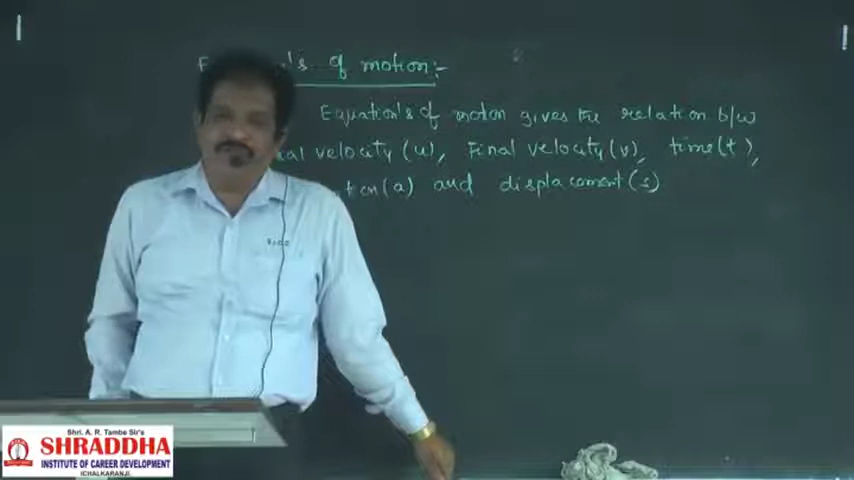 's of motion:-
Equation's of motion gives the relation b/w
velocity (u), Final velocity (v), time (t),
(a) and displacement (s)
S.I.C.D
Shri. A. R. Tambe Sir's
SHRADDHA
INSTITUTE OF CAREER DEVELOPMENT
ICHALKARANJI.